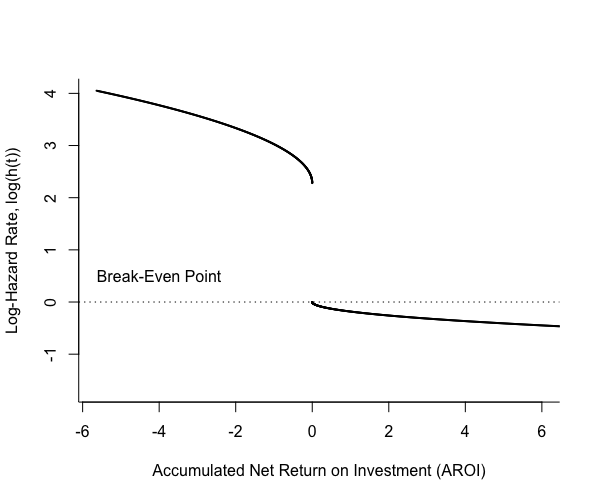 Log-Hazard Rate, log(h(t))
4
3
2
1
0
-1
Break-Even Point
-6 -4 -2 0 2 4 6
Accumulated Net Return on Investment (AROI)